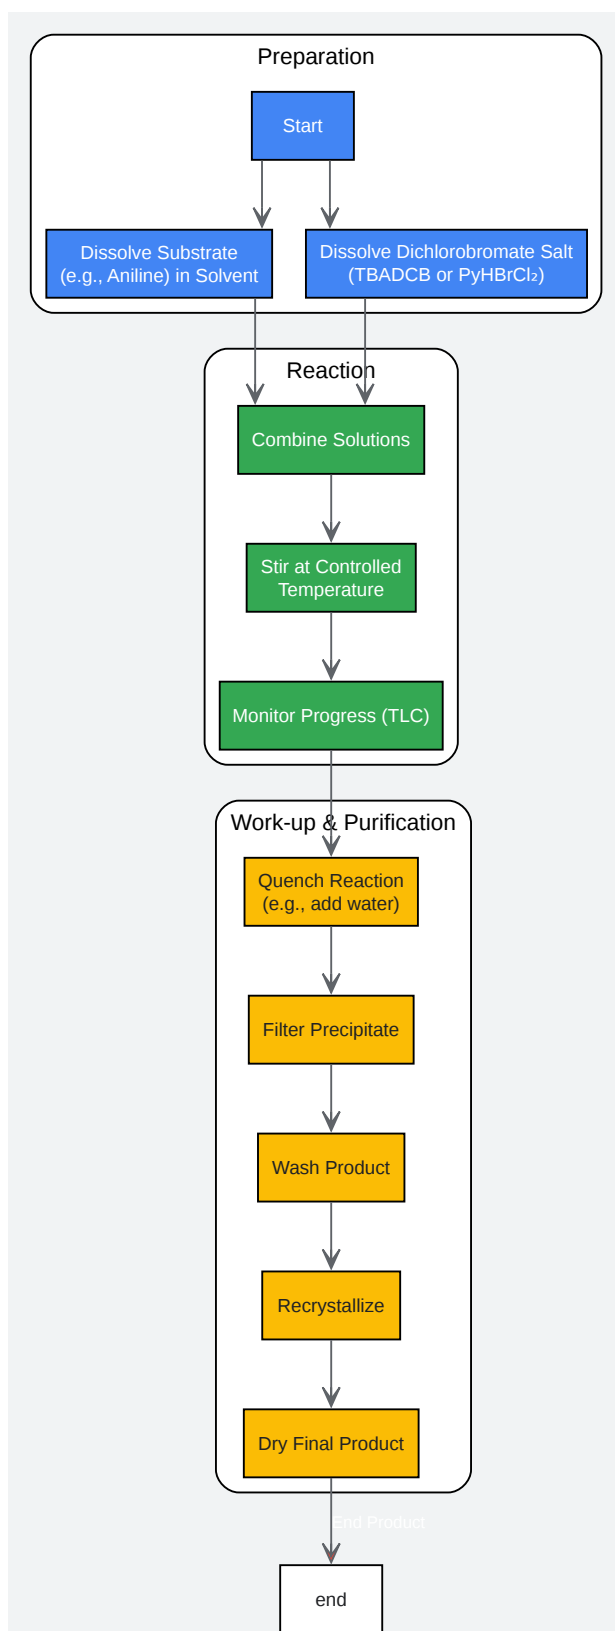 Preparation
Start
Dissolve Substrate
(e.g., Aniline) in Solvent
Dissolve Dichlorobromate Salt
(TBADCB or PyHBrCl₂)
Reaction
Combine Solutions
Stir at Controlled
Temperature
Monitor Progress (TLC)
Work-up & Purification
Quench Reaction
(e.g., add water)
Filter Precipitate
Wash Product
Recrystallize
Dry Final Product
End Product
end